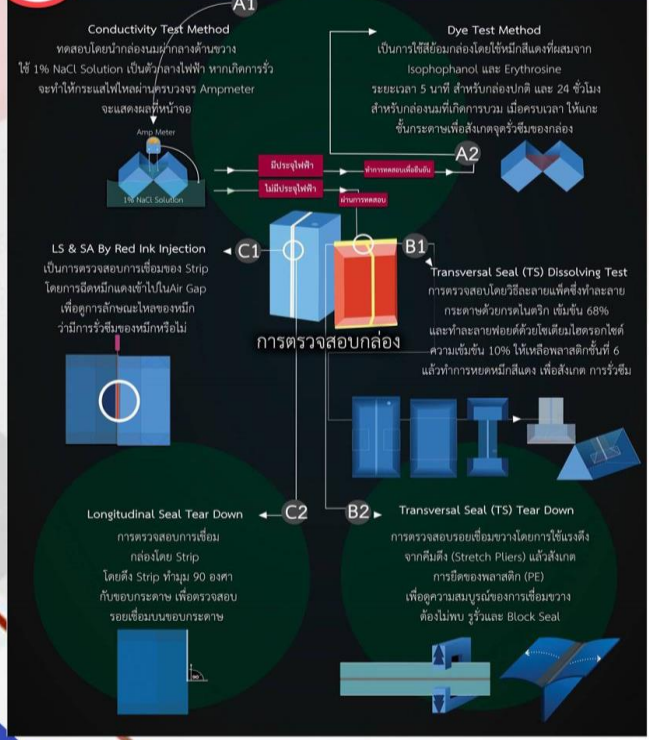 A1
Conductivity Test Method
ทดสอบโดยนำกล่องนมผ่ากลางด้านขวาง
ใช้ 1% NaCl Solution เป็นตัวกลางไฟฟ้า หากเกิดการรั่ว
จะทำให้กระแสไฟไหลผ่านครบวงจร Ampmeter
จะแสดงผลที่หน้าจอ
Amp Meter
1% NaCl Solution
Dye Test Method
เป็นการใช้สีย้อมกล่องโดยใช้หมึกสีแดงที่ผสมจาก
Isophophanol และ Erythrosine
ระยะเวลา 5 นาที สำหรับกล่องปกติ และ 24 ชั่วโมง
สำหรับกล่องนมที่เกิดการบวม เมื่อครบเวลา ให้แกะ
ชั้นกระดาษเพื่อสังเกตจุดรั่วซึมของกล่อง
A2
มีประจุไฟฟ้า
ทำการทดสอบเพื่อยืนยัน
ไม่มีประจุไฟฟ้า
ผ่านการทดสอบ
LS & SA By Red Ink Injection
C1
เป็นการตรวจสอบการเชื่อมของ Strip
โดยการฉีดหมึกแดงเข้าไปในAir Gap
เพื่อดูการลักษณะไหลของหมึก
ว่ามีการรั่วซึมของหมึกหรือไม่
การตรวจสอบกล่อง
B1
Transversal Seal (TS) Dissolving Test
การตรวจสอบโดยวิธีละลายแพ็คซึ่งทำละลาย
กระดาษด้วยกรดไนตริก เข้มข้น 68%
และทำละลายฟอยด์ด้วยโซเดียมไฮดรอกไซด์
ความเข้มข้น 10% ให้เหลือพลาสติกชั้นที่ 6
แล้วทำการหยดหมึกสีแดง เพื่อสังเกต การรั่วซึม
Longitudinal Seal Tear Down
C2
การตรวจสอบการเชื่อม
กล่องโดย Strip
โดยดึง Strip ทำมุม 90 องศา
กับขอบกระดาษ เพื่อตรวจสอบ
รอยเชื่อมบนขอบกระดาษ
90
B2
Transversal Seal (TS) Tear Down
การตรวจสอบรอยเชื่อมขวางโดยการใช้แรงดึง
จากคีมดึง (Stretch Pliers) แล้วสังเกต
การยืดของพลาสติก (PE)
เพื่อดูความสมบูรณ์ของการเชื่อมขวาง
ต้องไม่พบ รูรั่วและ Block Seal